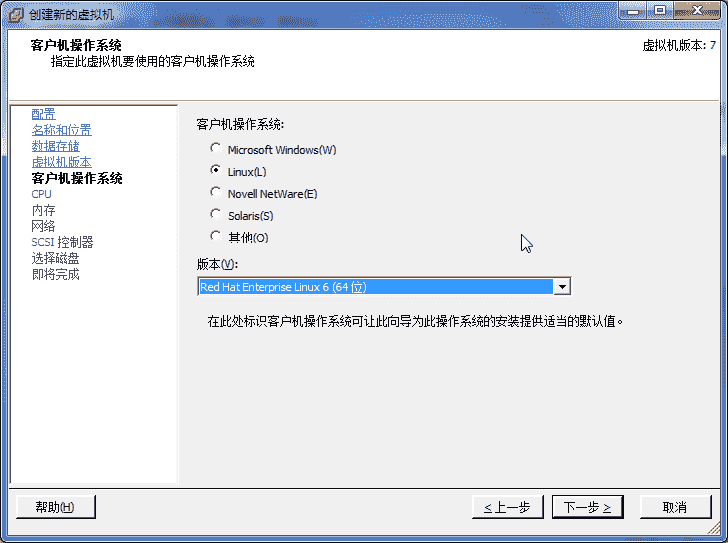 创建新的虚拟机
客户机操作系统
指定此虚拟机要使用的客户机操作系统
虚拟机版本: 7
配置
名称和位置
数据存储
虚拟机版本
客户机操作系统
CPU
内存
网络
SCSI 控制器
选择磁盘
即将完成
客户机操作系统:
Microsoft Windows(W)
Linux(L)
Novell NetWare(E)
Solaris(S)
其他(O)
版本(V):
Red Hat Enterprise Linux 6 (64 位)
在此处标识客户机操作系统可让此向导为此操作系统的安装提供适当的默认值。
帮助(H)
< 上一步
下一步 >
取消